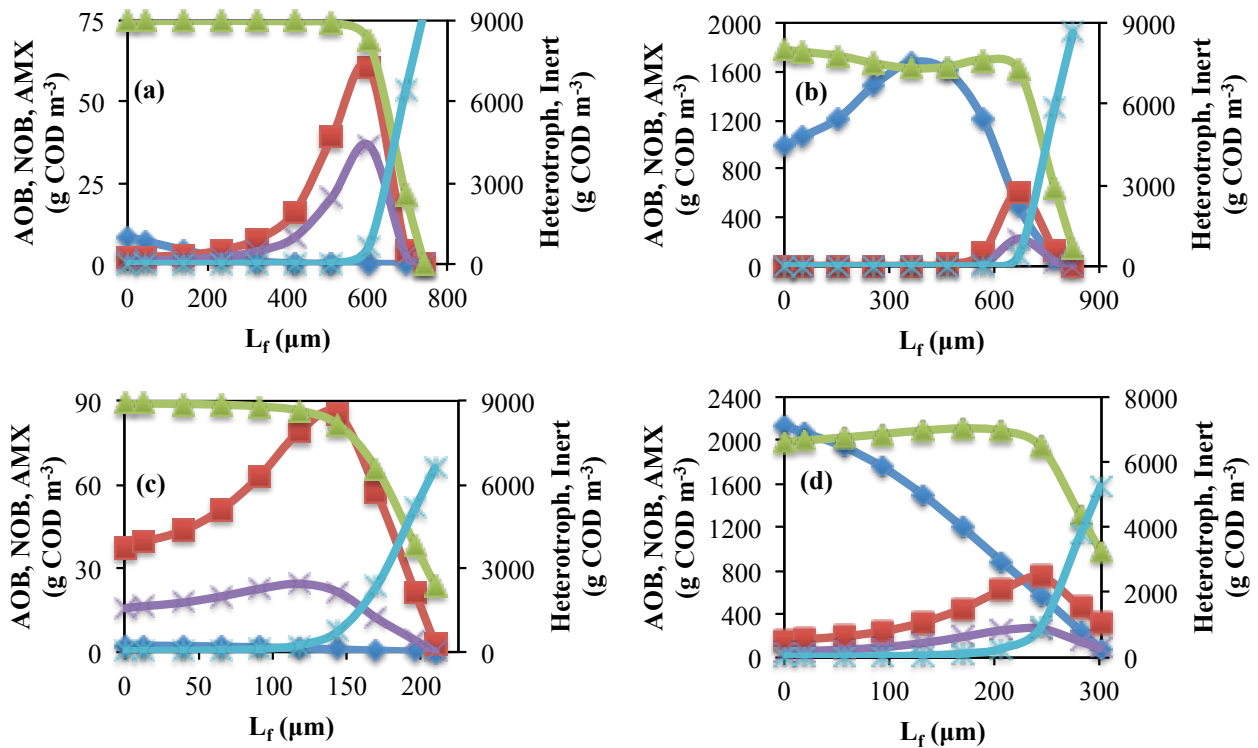 (a)
AOB, NOB, AMX
(g COD m-3)
75
50
25
0
9000
6000
3000
0
Heterotroph, Inert
(g COD m-3)
0 200 400 600 800
Lf (μm)
(b)
AOB, NOB, AMX
(g COD m-3)
2000
1600
1200
800
400
0
9000
6000
3000
0
Heterotroph, Inert
(g COD m-3)
0 300 600 900
Lf (μm)
(c)
AOB, NOB, AMX
(g COD m-3)
90
60
30
0
9000
6000
3000
0
Heterotroph, Inert
(g COD m-3)
0 50 100 150 200
Lf (μm)
(d)
AOB, NOB, AMX
(g COD m-3)
2400
2000
1600
1200
800
400
0
8000
6000
4000
2000
0
Heterotroph, Inert
(g COD m-3)
0 100 200 300
Lf (μm)